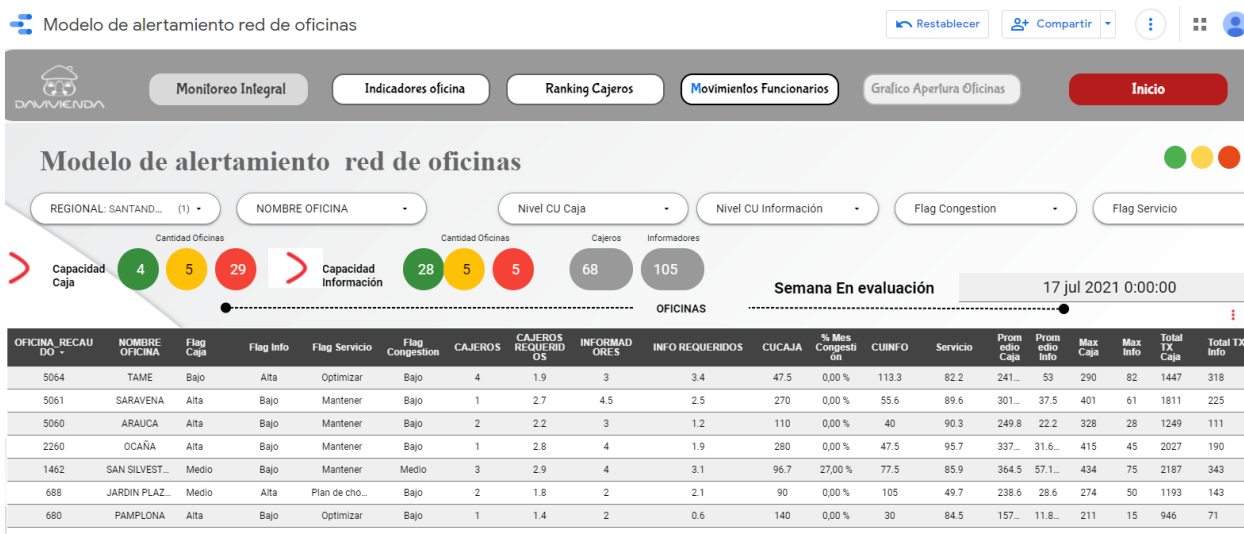 Modelo de alertamiento red de oficinas
Restablecer
Compartir
DAVIVIENDA
Monitoreo Integral
Indicadores oficina
Ranking Cajeros
Movimientos Funcionarios
Grafico Apertura Oficinas
Inicio
Modelo de alertamiento red de oficinas
REGIONAL: SANTAND... (1)
NOMBRE OFICINA
Nivel CU Caja
Nivel CU Información
Flag Congestion
Flag Servicio
Cantidad Oficinas
Cantidad Oficinas
Cajeros
Informadores
Capacidad Caja
4 5 29
Capacidad Información
28 5 5
68
105
Semana En evaluación
17 jul 2021 0:00:00
OFICINAS
OFICINA_RECAUDO NOMBRE OFICINA Flag Caja Flag Info Flag Servicio Flag Congestion CAJEROS CAJEROS REQUERIDOS INFORMADORES INFO REQUERIDOS CUCAJA % Mes Congestión CUINFO Servicio Promedio Caja Promedio Info Max Caja Max Info Total TX Caja Total TX Info
5064 TAME Bajo Alta Optimizar Bajo 4 1.9 3 3.4 47.5 0,00 % 113.3 82.2 241... 53 290 82 1447 318
5061 SARAVENA Alta Bajo Mantener Bajo 1 2.7 4.5 2.5 270 0,00 % 55.6 89.6 301... 37.5 401 61 1811 225
5060 ARAUCA Alta Bajo Mantener Bajo 2 2.2 3 1.2 110 0,00 % 40 90.3 249.8 22.2 328 28 1249 111
2260 OCAÑA Alta Bajo Mantener Bajo 1 2.8 4 1.9 280 0,00 % 47.5 95.7 337... 31.6... 415 45 2027 190
1462 SAN SILVEST... Medio Bajo Mantener Medio 3 2.9 4 3.1 96.7 27,00 % 77.5 85.9 364.5 57.1... 434 75 2187 343
688 JARDIN PLAZ... Medio Alta Plan de cho... Bajo 2 1.8 2 2.1 90 0,00 % 105 49.7 238.6 28.6 274 50 1193 143
680 PAMPLONA Alta Bajo Optimizar Bajo 1 1.4 2 0.6 140 0,00 % 30 84.5 157... 11.8... 211 15 946 71